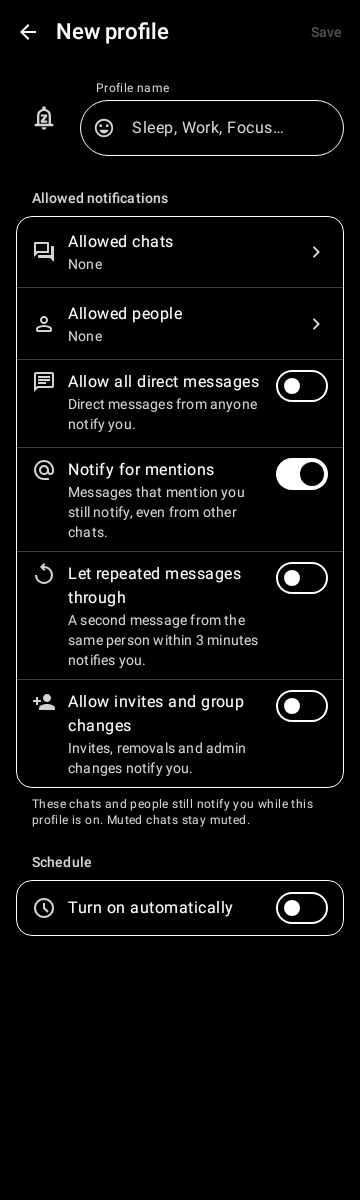 New profile
Save
Profile name
Sleep, Work, Focus…
Allowed notifications
Allowed chats
None
Allowed people
None
Allow all direct messages
Direct messages from anyone
notify you.
Notify for mentions
Messages that mention you
still notify, even from other
chats.
Let repeated messages
through
A second message from the
same person within 3 minutes
notifies you.
Allow invites and group
changes
Invites, removals and admin
changes notify you.
These chats and people still notify you while this
profile is on. Muted chats stay muted.
Schedule
Turn on automatically